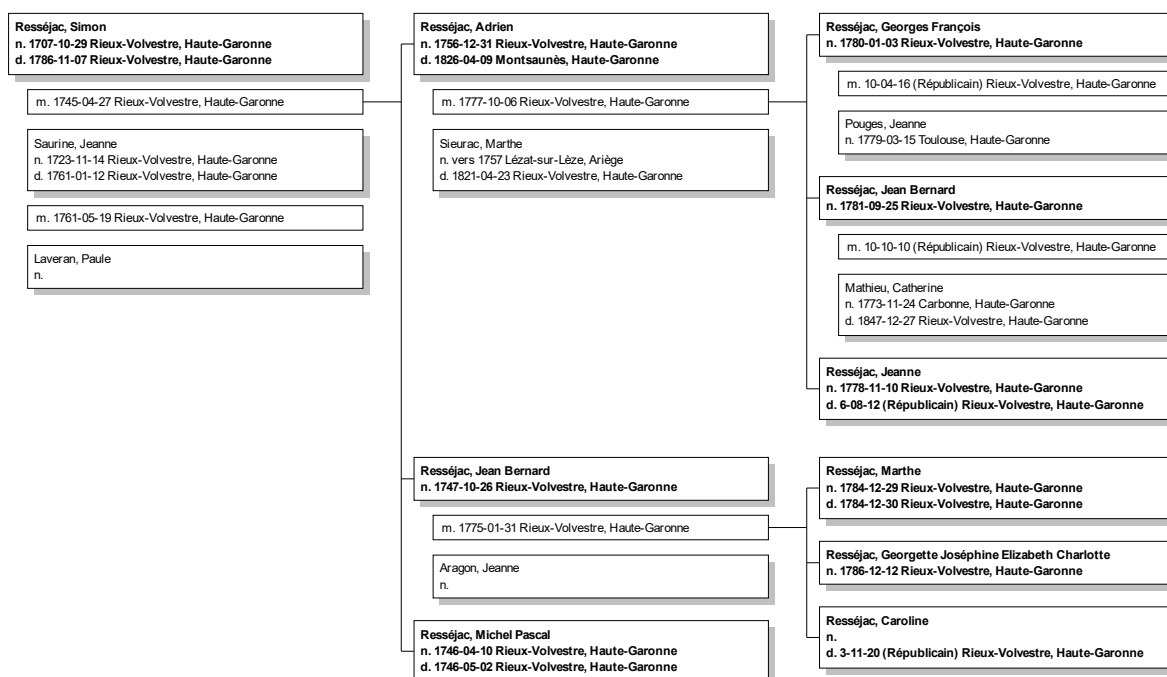 Resséjac, Simon
n. 1707-10-29 Rieux-Volvestre, Haute-Garonne
d. 1786-11-07 Rieux-Volvestre, Haute-Garonne
m. 1745-04-27 Rieux-Volvestre, Haute-Garonne
Saurine, Jeanne
n. 1723-11-14 Rieux-Volvestre, Haute-Garonne
d. 1761-01-12 Rieux-Volvestre, Haute-Garonne
m. 1761-05-19 Rieux-Volvestre, Haute-Garonne
Laveran, Paule
n.
Resséjac, Adrien
n. 1756-12-31 Rieux-Volvestre, Haute-Garonne
d. 1826-04-09 Montsaunès, Haute-Garonne
m. 1777-10-06 Rieux-Volvestre, Haute-Garonne
Sieurac, Marthe
n. vers 1757 Lézat-sur-Lèze, Ariège
d. 1821-04-23 Rieux-Volvestre, Haute-Garonne
Resséjac, Georges François
n. 1780-01-03 Rieux-Volvestre, Haute-Garonne
m. 10-04-16 (Républicain) Rieux-Volvestre, Haute-Garonne
Pouges, Jeanne
n. 1779-03-15 Toulouse, Haute-Garonne
Resséjac, Jean Bernard
n. 1781-09-25 Rieux-Volvestre, Haute-Garonne
m. 10-10-10 (Républicain) Rieux-Volvestre, Haute-Garonne
Mathieu, Catherine
n. 1773-11-24 Carbonne, Haute-Garonne
d. 1847-12-27 Rieux-Volvestre, Haute-Garonne
Resséjac, Jeanne
n. 1778-11-10 Rieux-Volvestre, Haute-Garonne
d. 6-08-12 (Républicain) Rieux-Volvestre, Haute-Garonne
Resséjac, Jean Bernard
n. 1747-10-26 Rieux-Volvestre, Haute-Garonne
m. 1775-01-31 Rieux-Volvestre, Haute-Garonne
Aragon, Jeanne
n.
Resséjac, Marthe
n. 1784-12-29 Rieux-Volvestre, Haute-Garonne
d. 1784-12-30 Rieux-Volvestre, Haute-Garonne
Resséjac, Georgette Joséphine Elizabeth Charlotte
n. 1786-12-12 Rieux-Volvestre, Haute-Garonne
Resséjac, Caroline
n.
d. 3-11-20 (Républicain) Rieux-Volvestre, Haute-Garonne
Resséjac, Michel Pascal
n. 1746-04-10 Rieux-Volvestre, Haute-Garonne
d. 1746-05-02 Rieux-Volvestre, Haute-Garonne